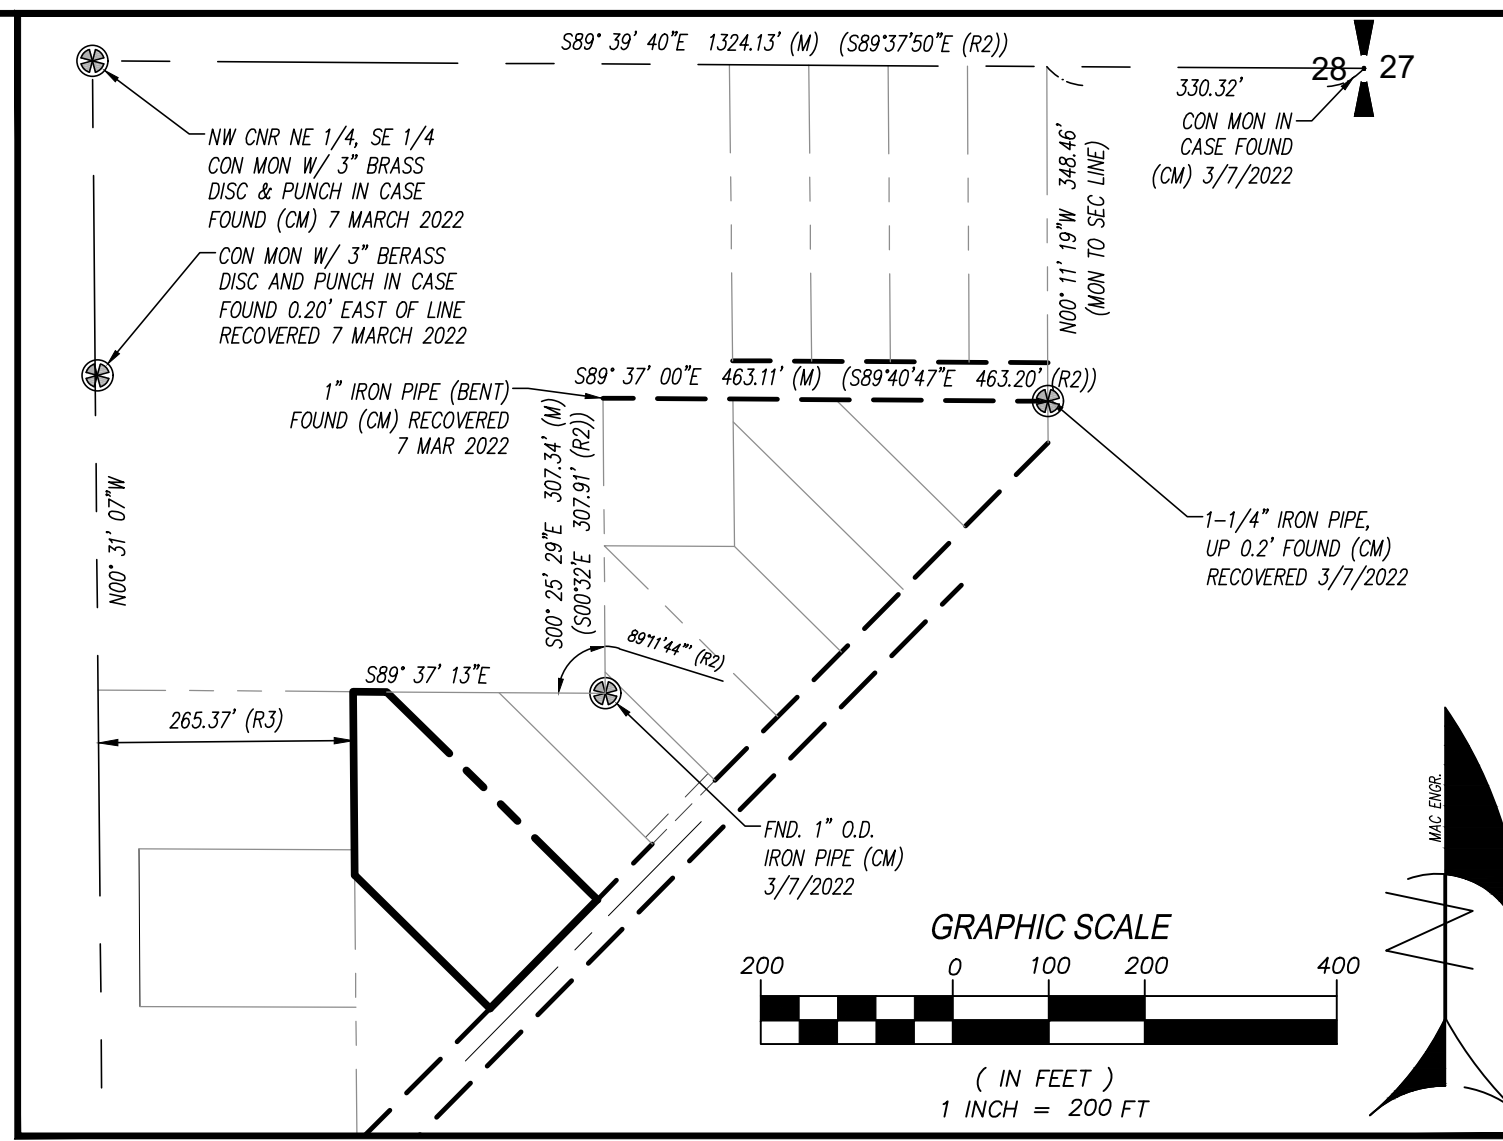 S89° 39' 40"E 1324.13' (M) (S89°37'50"E (R2))
28 27
330.32'
CON MON IN
CASE FOUND
(CM) 3/7/2022
NW CNR NE 1/4, SE 1/4
CON MON W/ 3" BRASS
DISC & PUNCH IN CASE
FOUND (CM) 7 MARCH 2022
N00° 11' 19"W 348.46'
(MON TO SEC LINE)
CON MON W/ 3" BERASS
DISC AND PUNCH IN CASE
FOUND 0.20' EAST OF LINE
RECOVERED 7 MARCH 2022
S89° 37' 00"E 463.11' (M) (S89°40'47"E 463.20' (R2))
1" IRON PIPE (BENT)
FOUND (CM) RECOVERED
7 MAR 2022
S00° 25' 29"E 307.34' (M)
(S00°32'E 307.91' (R2))
N00° 31' 07"W
1-1/4" IRON PIPE,
UP 0.2' FOUND (CM)
RECOVERED 3/7/2022
89°11'44"' (R2)
S89° 37' 13"E
265.37' (R3)
FND. 1" O.D.
IRON PIPE (CM)
3/7/2022
MAC ENGR.
N
GRAPHIC SCALE
200 0 100 200 400
( IN FEET )
1 INCH = 200 FT